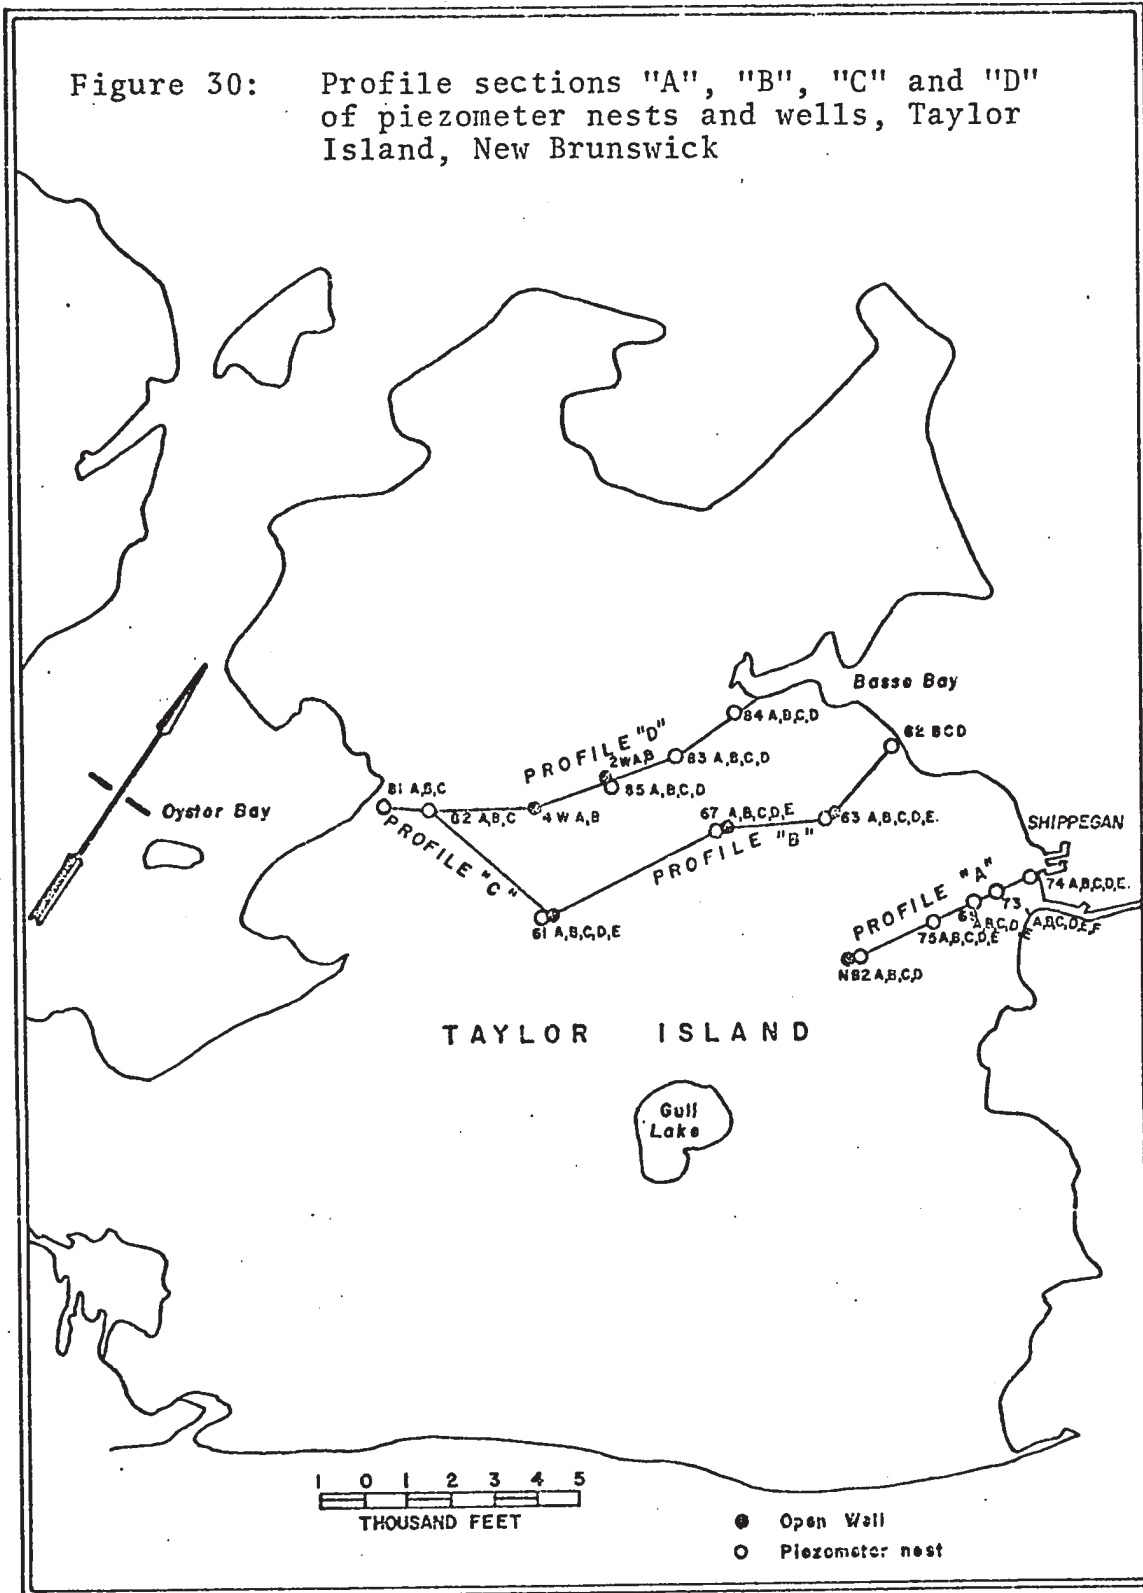 Figure 30: Profile sections "A", "B", "C" and "D"
of piezometer nests and wells, Taylor
Island, New Brunswick
Basse Bay
84 A,B,C,D
62 BCD
PROFILE "D"
2WA,B
83 A,B,C,D
85 A,B,C,D
81 A,B,C
82 A,B,C
4 W A,B
Oyster Bay
67 A,B,C,D,E
63 A,B,C,D,E.
SHIPPEGAN
PROFILE "C"
PROFILE "B"
PROFILE "A"
74 A,B,C,D,E.
73
A,B,C,D,E,F
69
A,B,C,D,E
75 A,B,C,D,E
61 A,B,C,D,E
N82 A,B,C,D
TAYLOR ISLAND
Gull
Lake
1 0 1 2 3 4 5
THOUSAND FEET
Open Well
Piezometer nest